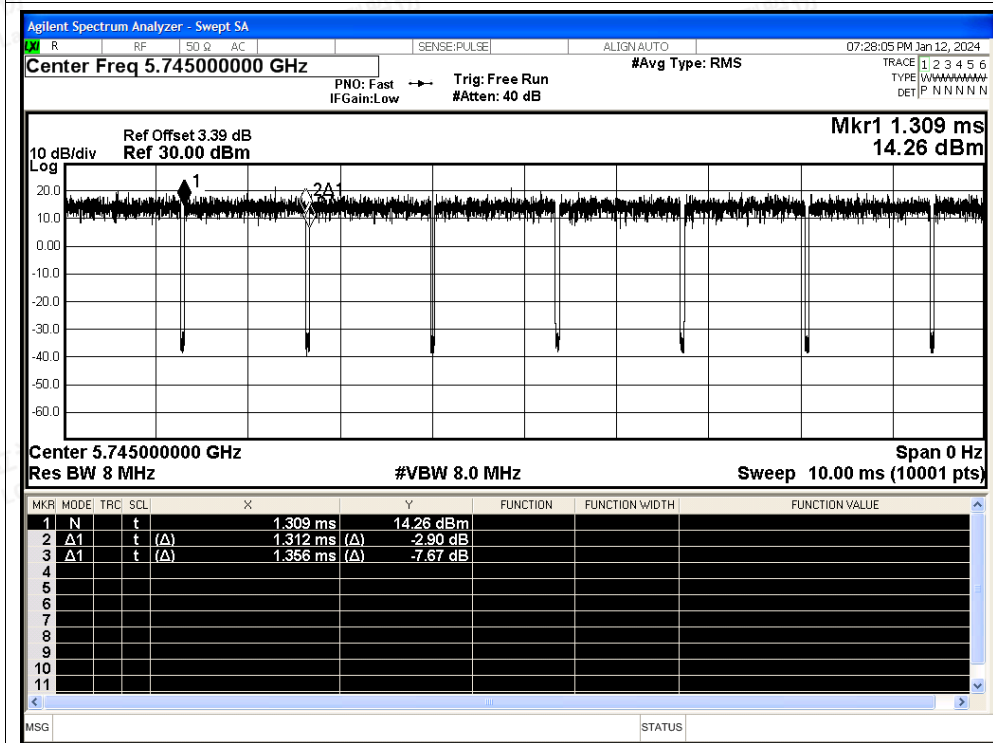 Agilent Spectrum Analyzer - Swept SA
LXI R RF 50 Ω AC SENSE:PULSE ALIGN AUTO 07:28:05 PM Jan 12, 2024
Center Freq 5.745000000 GHz #Avg Type: RMS TRACE 1 2 3 4 5 6
PNO: Fast Trig: Free Run TYPE
IFGain:Low #Atten: 40 dB DET P N N N N N
Mkr1 1.309 ms
Ref Offset 3.39 dB
10 dB/div Ref 30.00 dBm 14.26 dBm
Log
1
20.0 2Δ1
10.0
0.00
-10.0
-20.0
-30.0
-40.0
-50.0
-60.0
Center 5.745000000 GHz Span 0 Hz
Res BW 8 MHz #VBW 8.0 MHz Sweep 10.00 ms (10001 pts)
MKR MODE TRC SCL X Y FUNCTION FUNCTION WIDTH FUNCTION VALUE
1 N t 1.309 ms 14.26 dBm
2 Δ1 t (Δ) 1.312 ms (Δ) -2.90 dB
3 Δ1 t (Δ) 1.356 ms (Δ) -7.67 dB
4
5
6
7
8
9
10
11
MSG STATUS